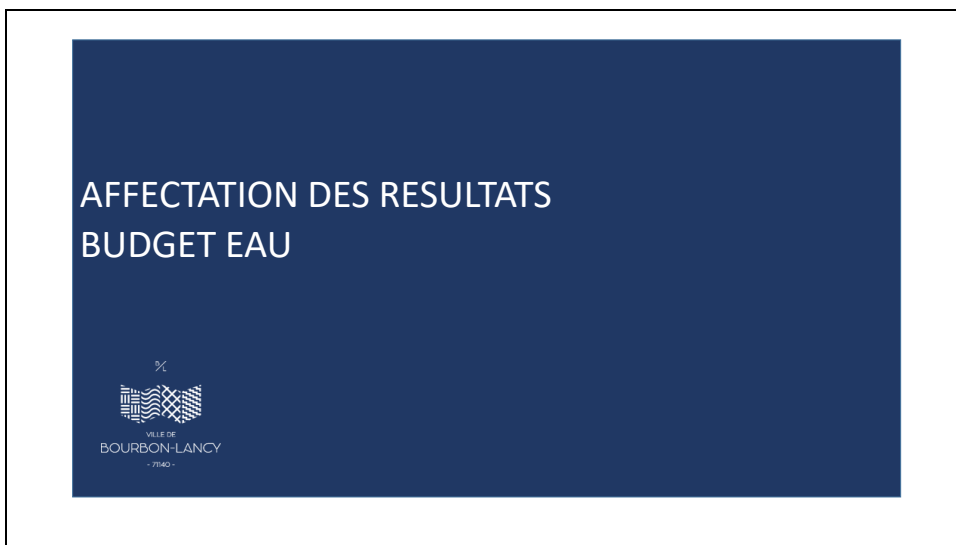 AFFECTATION DES RESULTATS
BUDGET EAU
B/L
VILLE DE
BOURBON-LANCY
- 71140 -